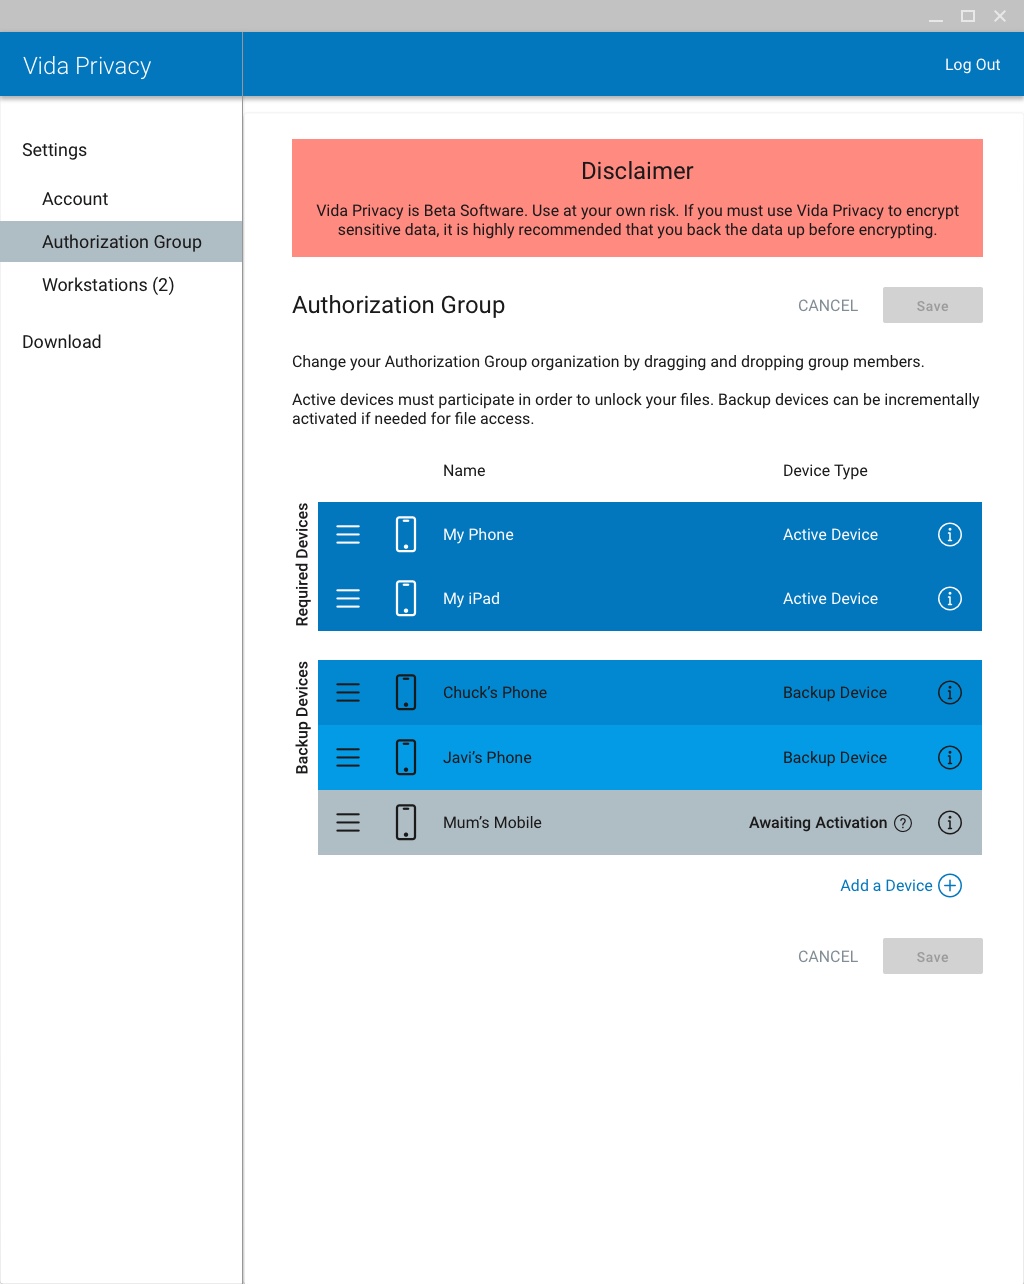 Vida Privacy
Log Out
Settings
Account
Authorization Group
Workstations (2)
Download
Disclaimer
Vida Privacy is Beta Software. Use at your own risk. If you must use Vida Privacy to encrypt
sensitive data, it is highly recommended that you back the data up before encrypting.
Authorization Group
CANCEL
Save
Change your Authorization Group organization by dragging and dropping group members.
Active devices must participate in order to unlock your files. Backup devices can be incrementally
activated if needed for file access.
Name
Device Type
Required Devices
My Phone
Active Device
My iPad
Active Device
Backup Devices
Chuck’s Phone
Backup Device
Javi’s Phone
Backup Device
Mum’s Mobile
Awaiting Activation ?
Add a Device
CANCEL
Save